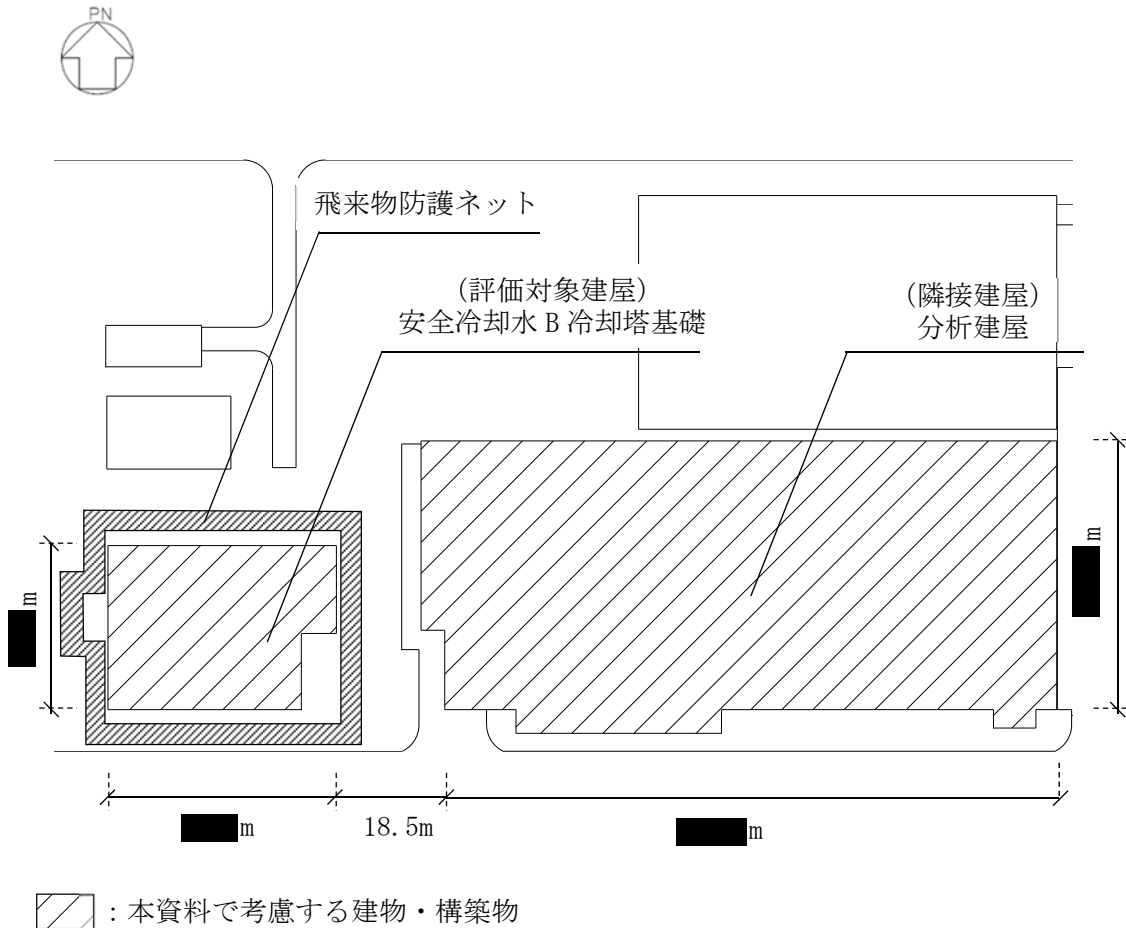 PN
飛来物防護ネット
（評価対象建屋）
安全冷却水 B 冷却塔基礎
（隣接建屋）
分析建屋
m
m
m
18.5m
m
：本資料で考慮する建物・構築物